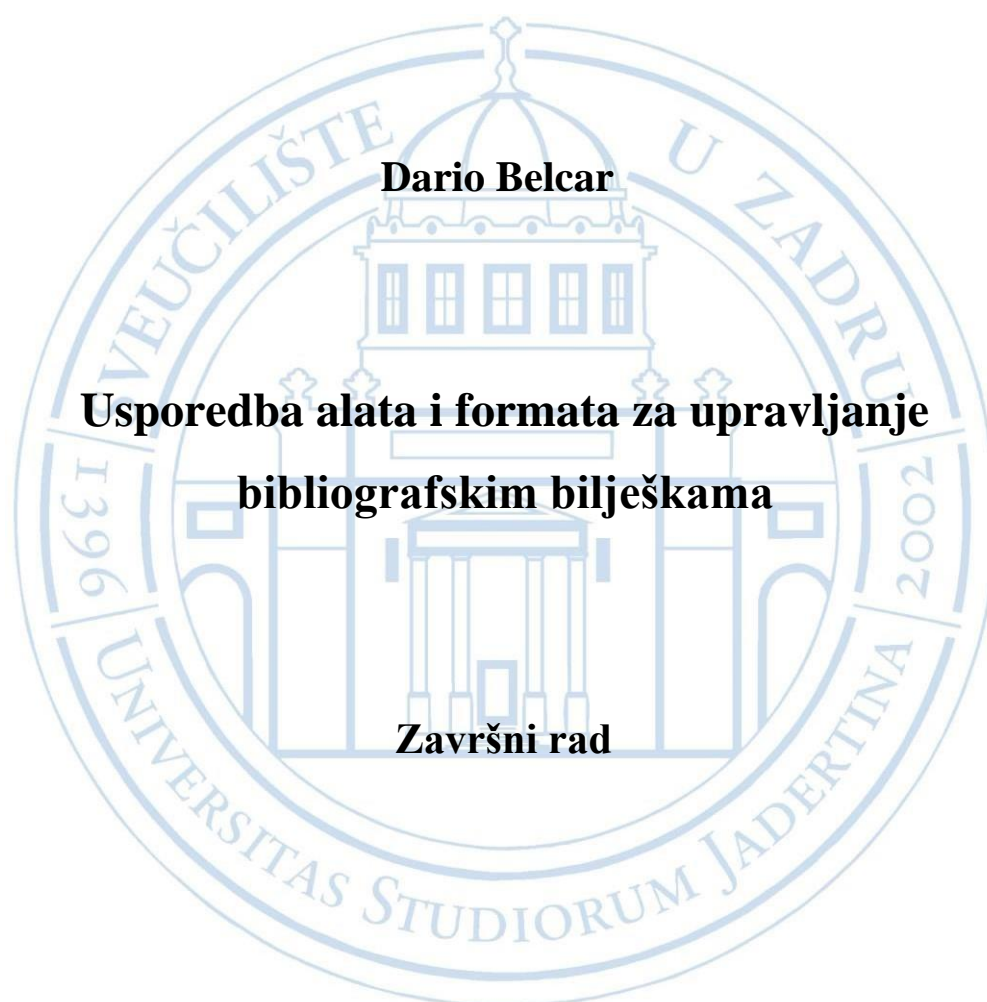 SVEUČILIŠTE U ZADRU
Dario Belcar
Usporedba alata i formata za upravljanje
bibliografskim bilješkama
1396
2002
Završni rad
UNIVERSITAS STUDIORUM JADERTINA